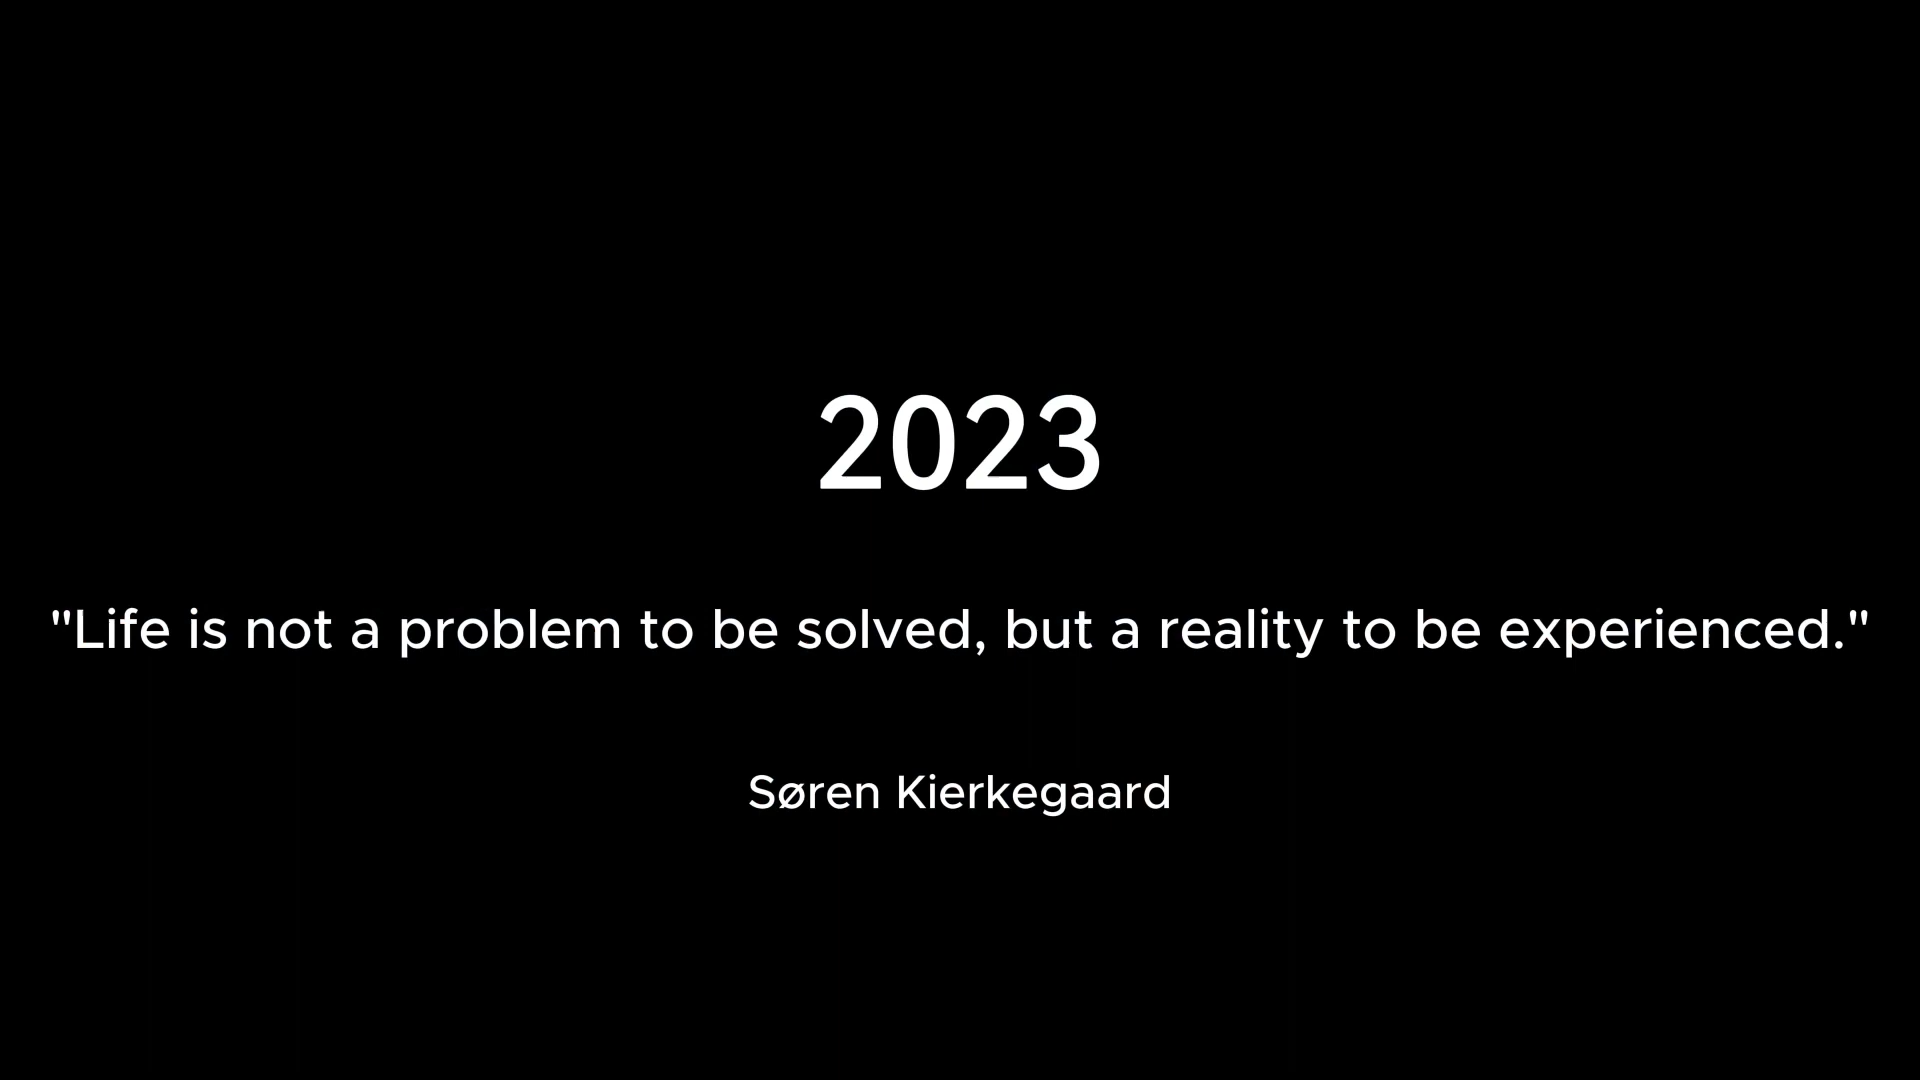 2023
"Life is not a problem to be solved, but a reality to be experienced."
Søren Kierkegaard